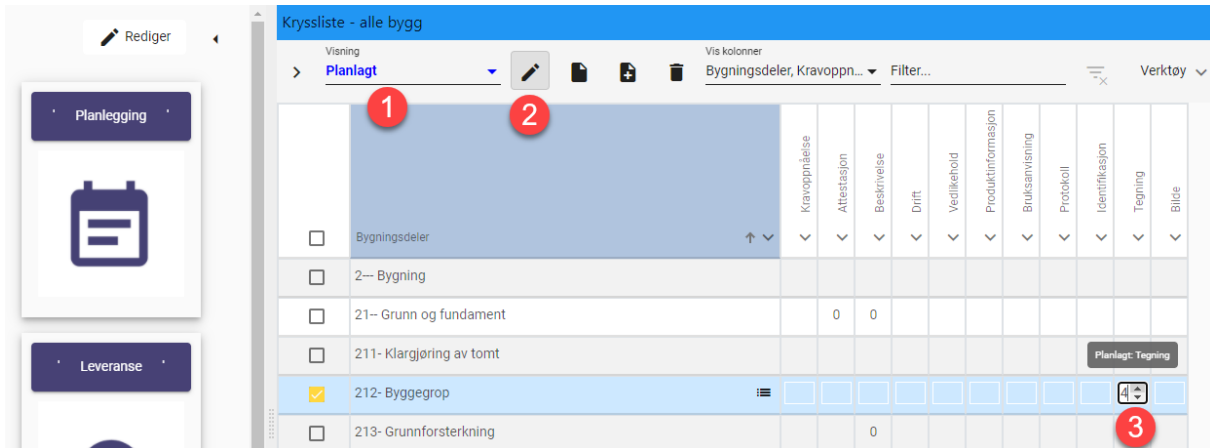 Rediger
Kryssliste - alle bygg
Visning
Planlagt
Vis kolonner
Bygningsdeler, Kravoppn...
Filter...
Verktøy
1
2
Planlegging
Bygningsdeler
Kravoppnåelse
Attestasjon
Beskrivelse
Drift
Vedlikehold
Produktinformasjon
Bruksanvisning
Protokoll
Identifikasjon
Tegning
Bilde
2--- Bygning
21-- Grunn og fundament
0
0
211- Klargjøring av tomt
Planlagt: Tegning
Leveranse
212- Byggegrop
4
213- Grunnforsterkning
0
3